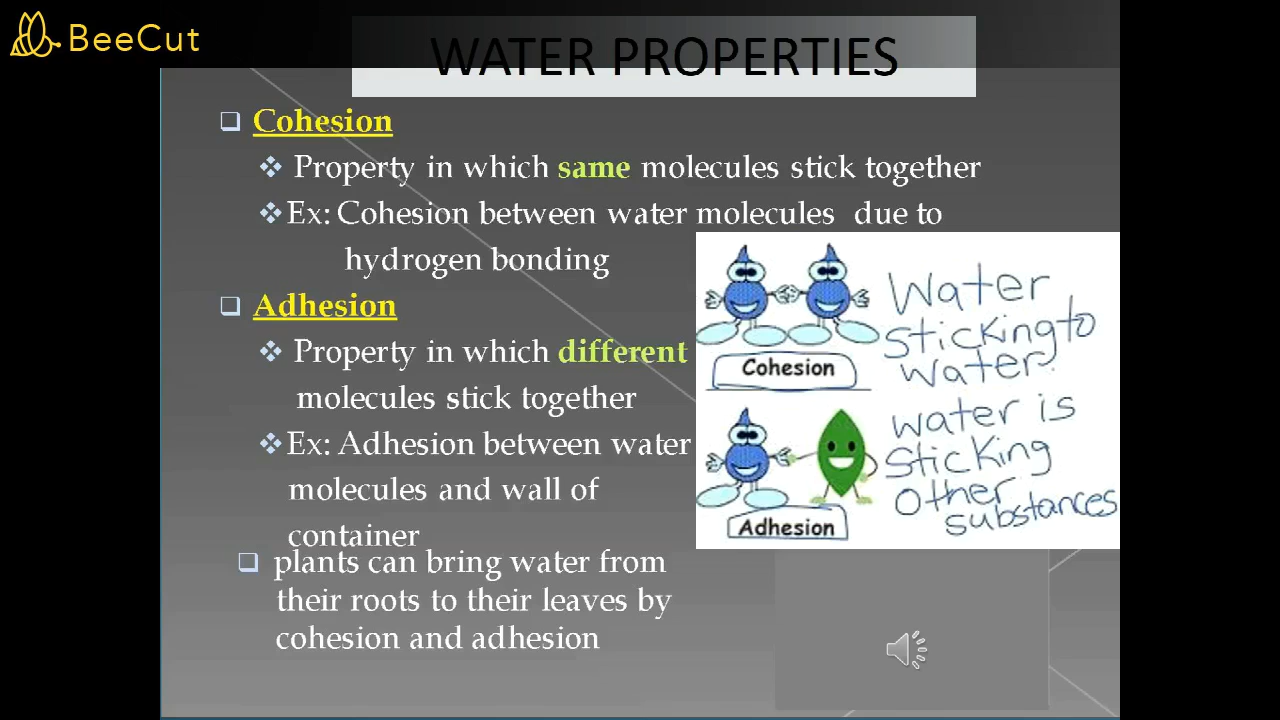 BeeCut
WATER PROPERTIES
❑ Cohesion
❖ Property in which same molecules stick together
❖ Ex: Cohesion between water molecules due to
hydrogen bonding
❑ Adhesion
❖ Property in which different
molecules stick together
❖ Ex: Adhesion between water
molecules and wall of
container
❑ plants can bring water from
their roots to their leaves by
cohesion and adhesion
Water
sticking to
water.
Cohesion
water is
sticking
other
substances
Adhesion